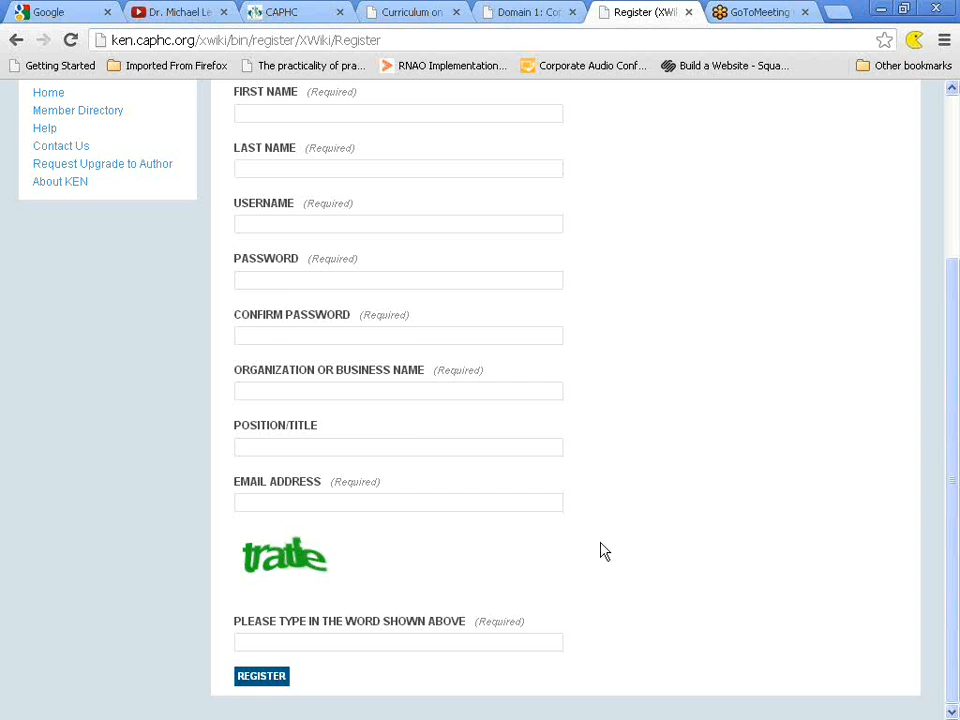 Google
Dr. Michael Le
CAPHC
Curriculum on
Domain 1: Co
Register (XWi
GoToMeeting
ken.caphc.org/xwiki/bin/register/XWiki/Register
Getting Started
Imported From Firefox
The practicality of pra...
RNAO Implementation...
Corporate Audio Conf...
Build a Website - Squa...
Other bookmarks
Home
Member Directory
Help
Contact Us
Request Upgrade to Author
About KEN
FIRST NAME (Required)
LAST NAME (Required)
USERNAME (Required)
PASSWORD (Required)
CONFIRM PASSWORD (Required)
ORGANIZATION OR BUSINESS NAME (Required)
POSITION/TITLE
EMAIL ADDRESS (Required)
PLEASE TYPE IN THE WORD SHOWN ABOVE (Required)
REGISTER